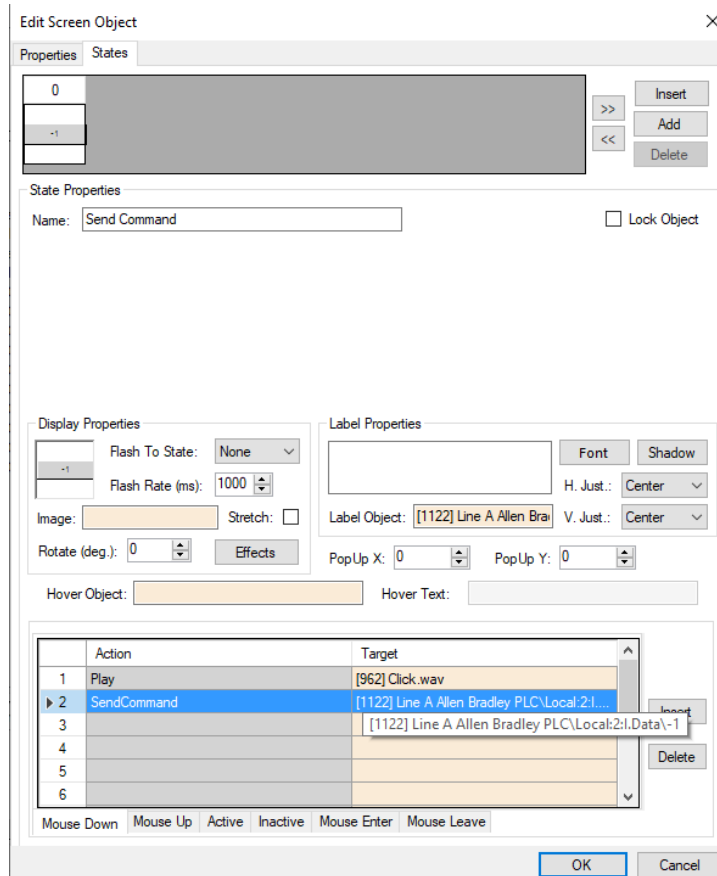 Edit Screen Object
Properties States
0
-1
>>
<<
Insert
Add
Delete
State Properties
Name: Send Command
Lock Object
Display Properties
-1
Flash To State: None
Flash Rate (ms): 1000
Image:
Stretch:
Rotate (deg.): 0
Effects
Label Properties
Font Shadow
H. Just.: Center
Label Object: [1122] Line A Allen Bra
V. Just.: Center
PopUp X: 0
PopUp Y: 0
Hover Object:
Hover Text:
Action Target
1 Play [962] Click.wav
2 SendCommand [1122] Line A Allen Bradley PLC\Local:2:I....
[1122] Line A Allen Bradley PLC\Local:2:I.Data\-1
3
4
5
6
Insert
Delete
Mouse Down Mouse Up Active Inactive Mouse Enter Mouse Leave
OK Cancel